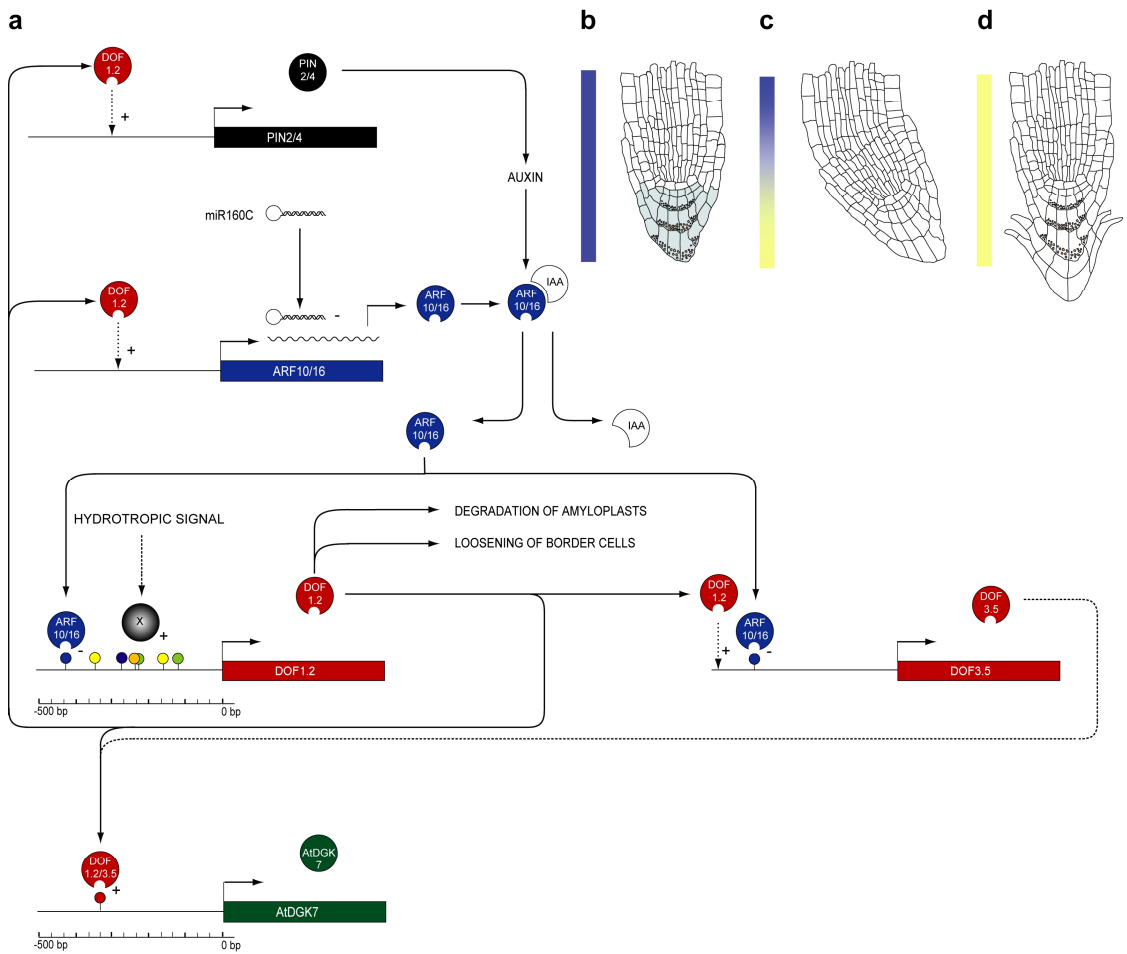 a
b
c
d
DOF
1.2
+
PIN
2/4
PIN2/4
AUXIN
miR160C
DOF
1.2
+
-
ARF
10/16
ARF
10/16
IAA
ARF10/16
ARF
10/16
IAA
HYDROTROPIC SIGNAL
DEGRADATION OF AMYLOPLASTS
LOOSENING OF BORDER CELLS
DOF
1.2
ARF
10/16
-
X
+
DOF1.2
-500 bp
0 bp
DOF
1.2
+
ARF
10/16
-
DOF
3.5
DOF3.5
DOF
1.2/3.5
+
AtDGK
7
AtDGK7
-500 bp
0 bp